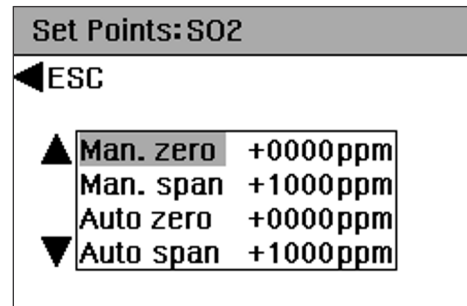 Set Points:SO2
ESC
Man. zero +0000ppm
Man. span +1000ppm
Auto zero +0000ppm
Auto span +1000ppm